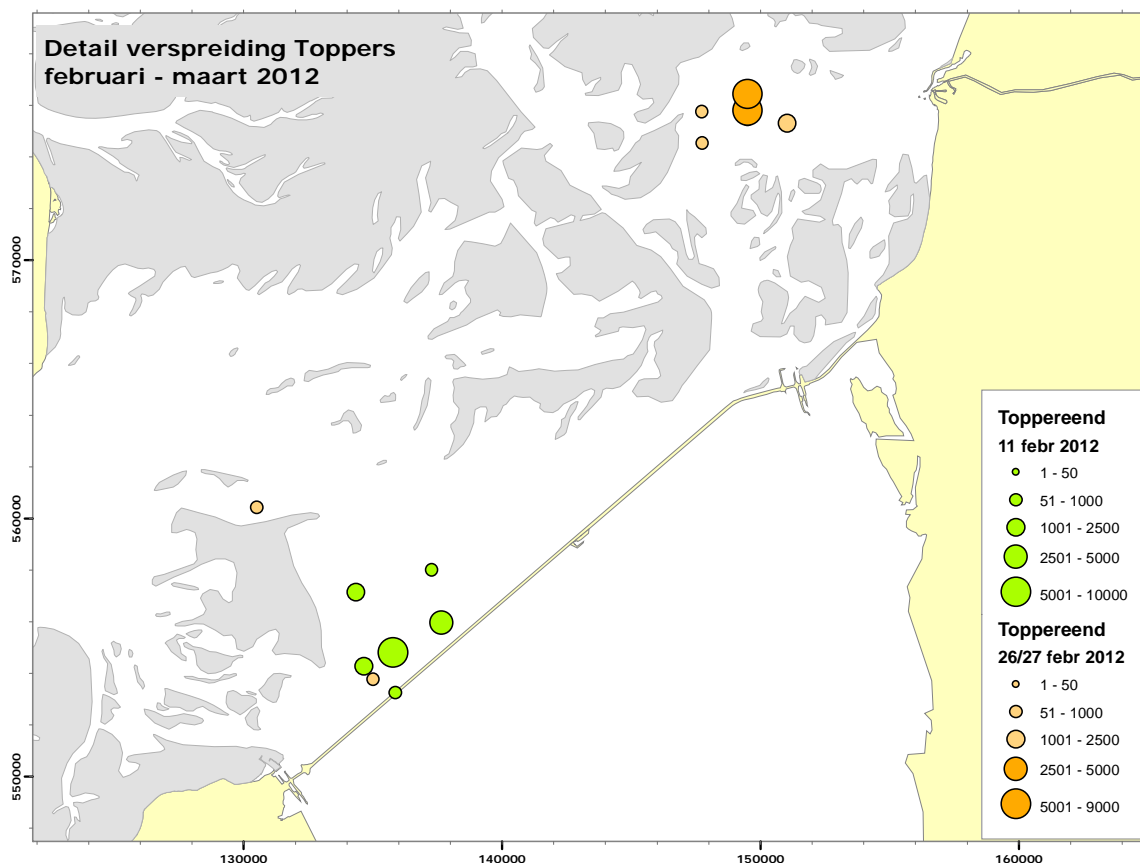 Detail verspreiding Toppers
februari - maart 2012
570000
560000
550000
130000
140000
150000
160000
Toppereend
11 febr 2012
1 - 50
51 - 1000
1001 - 2500
2501 - 5000
5001 - 10000
Toppereend
26/27 febr 2012
1 - 50
51 - 1000
1001 - 2500
2501 - 5000
5001 - 9000